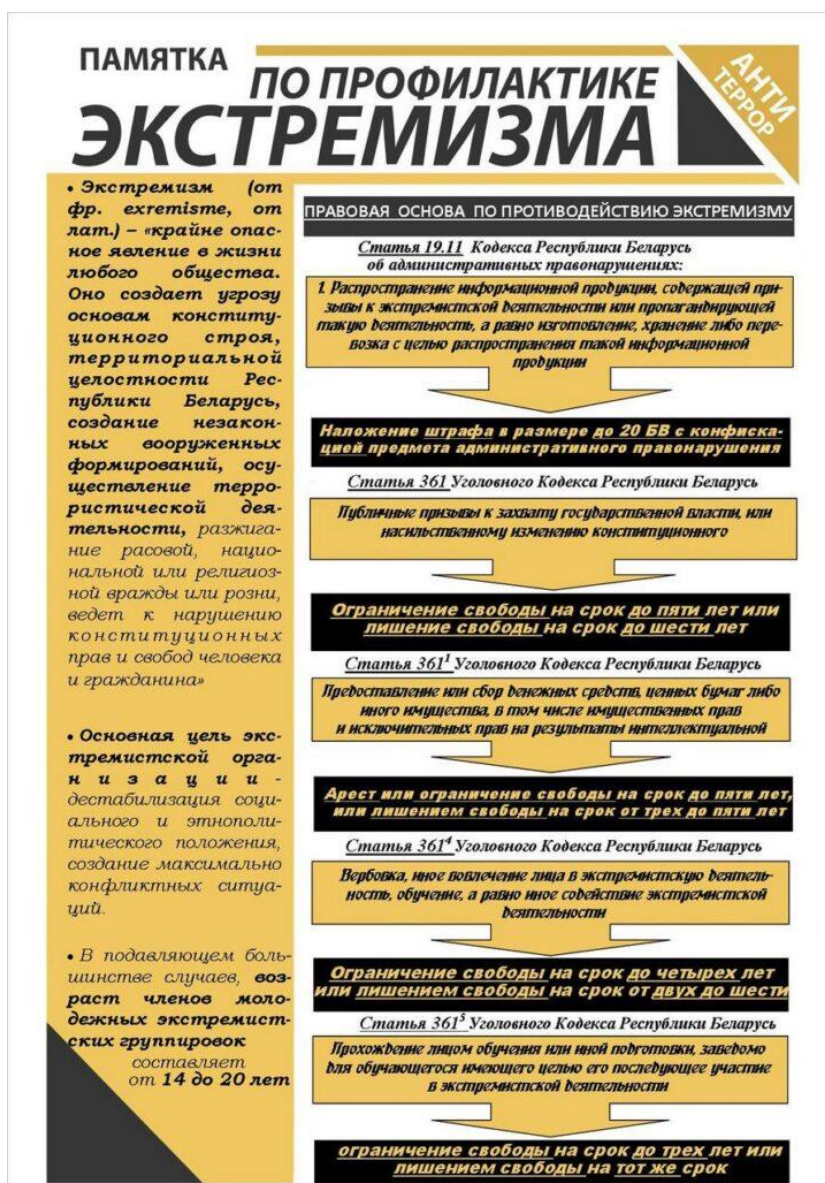 ПАМЯТКА
ПО ПРОФИЛАКТИКЕ
ЭКСТРЕМИЗМА
АНТИ
ТЕРРОР
• Экстремизм (от
фр. exremisme, от
лат.) – «крайне опас-
ное явление в жизни
любого общества.
Оно создает угрозу
основам конститу-
ционного строя,
территориальной
целостности Рес-
публики Беларусь,
создание незакон-
ных вооруженных
формирований, осу-
ществление терро-
ристической дея-
тельности, разжига-
ние расовой, нацио-
нальной или религиоз-
ной вражды или розни,
ведет к нарушению
конституционных
прав и свобод человека
и гражданина»
• Основная цель экс-
тремистской орга-
низации -
дестабилизация соци-
ального и этнополи-
тического положения,
создание максимально
конфликтных ситуа-
ций.
• В подавляющем боль-
шинстве случаев, воз-
раст членов моло-
дежных экстремист-
ских группировок
составляет
от 14 до 20 лет
ПРАВОВАЯ ОСНОВА ПО ПРОТИВОДЕЙСТВИЮ ЭКСТРЕМИЗМУ
Статья 19.11 Кодекса Республики Беларусь
об административных правонарушениях:
1. Распространение информационной продукции, содержащей при-
зывы к экстремистской деятельности или пропагандирующей
такую деятельность, а равно изготовление, хранение либо пере-
возка с целью распространения такой информационной
продукции
Наложение штрафа в размере до 20 БВ с конфиска-
цией предмета административного правонарушения
Статья 361 Уголовного Кодекса Республики Беларусь
Публичные призывы к захвату государственной власти, или
насильственному изменению конституционного
Ограничение свободы на срок до пяти лет или
лишение свободы на срок до шести лет
Статья 361¹ Уголовного Кодекса Республики Беларусь
Предоставление или сбор денежных средств, ценных бумаг либо
иного имущества, в том числе имущественных прав
и исключительных прав на результаты интеллектуальной
Арест или ограничение свободы на срок до пяти лет,
или лишением свободы на срок от трех до пяти лет
Статья 361⁴ Уголовного Кодекса Республики Беларусь
Вербовка, иное вовлечение лица в экстремистскую деятель-
ность, обучение, а равно иное содействие экстремистской
деятельности
Ограничение свободы на срок до четырех лет
или лишением свободы на срок от двух до шести
Статья 361⁵ Уголовного Кодекса Республики Беларусь
Прохождение лицом обучения или иной подготовки, заведомо
для обучающегося имеющего целью его последующее участие
в экстремистской деятельности
ограничение свободы на срок до трех лет или
лишением свободы на тот же срок